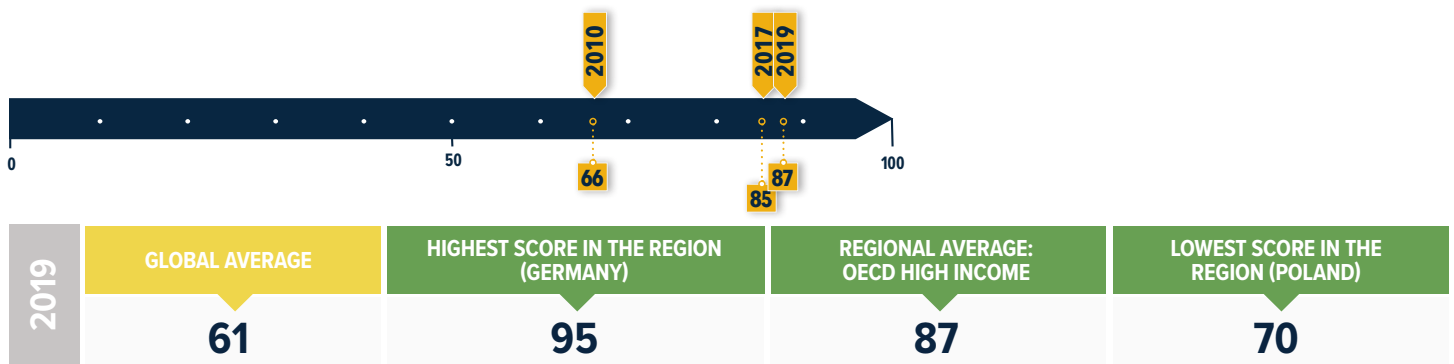 2010
2017
2019
0
50
100
66
85
87
2019
GLOBAL AVERAGE
61
HIGHEST SCORE IN THE REGION
(GERMANY)
95
REGIONAL AVERAGE:
OECD HIGH INCOME
87
LOWEST SCORE IN THE
REGION (POLAND)
70